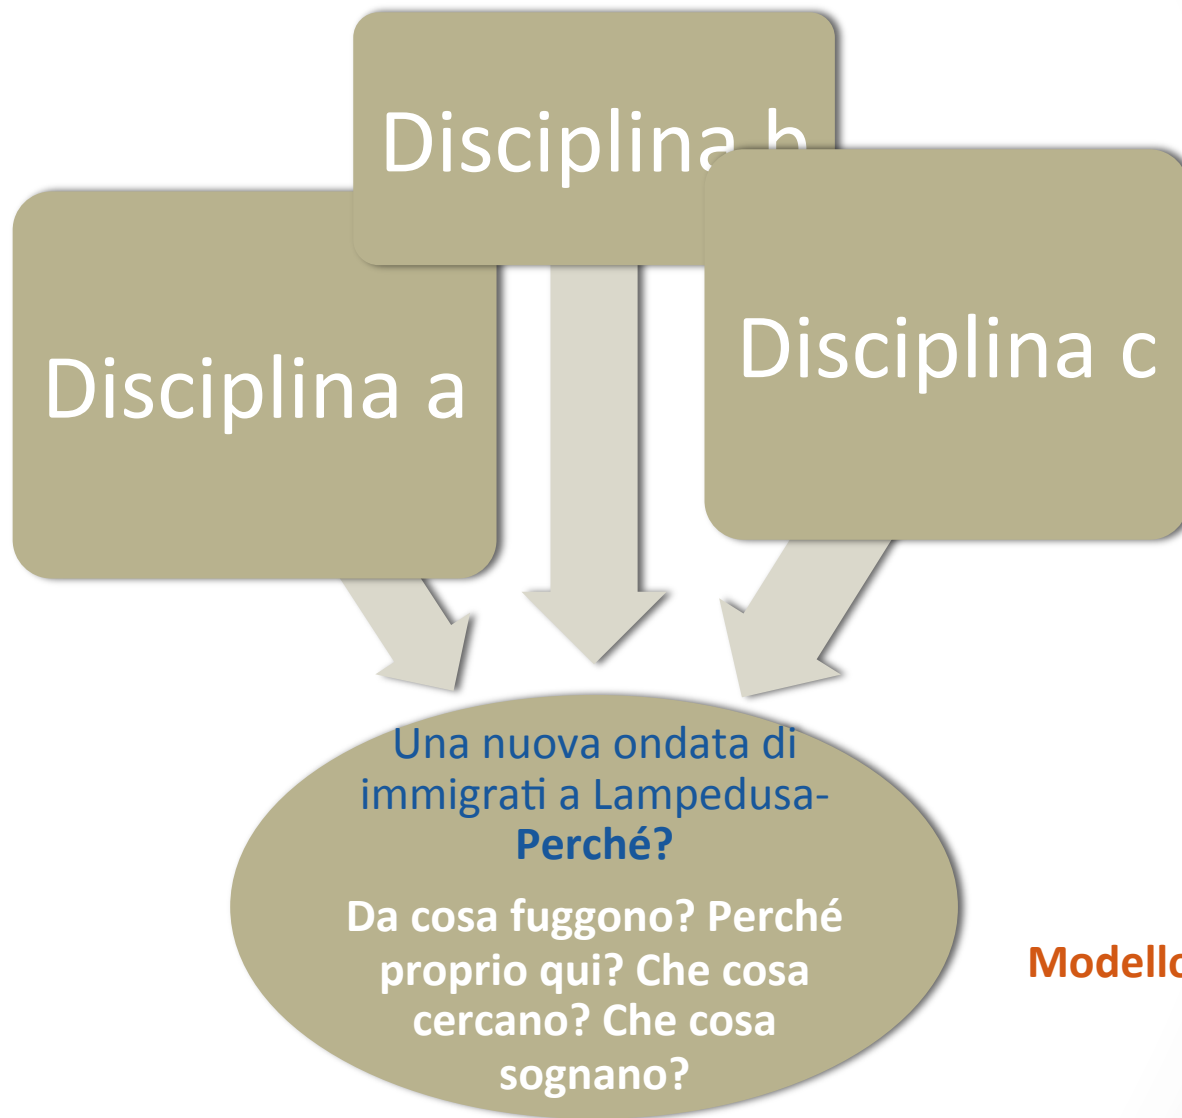 Disciplina b
Disciplina a
Disciplina c
Una nuova ondata di
immigrati a Lampedusa-
Perché?
Da cosa fuggono? Perché
proprio qui? Che cosa
cercano? Che cosa
sognano?
Modello